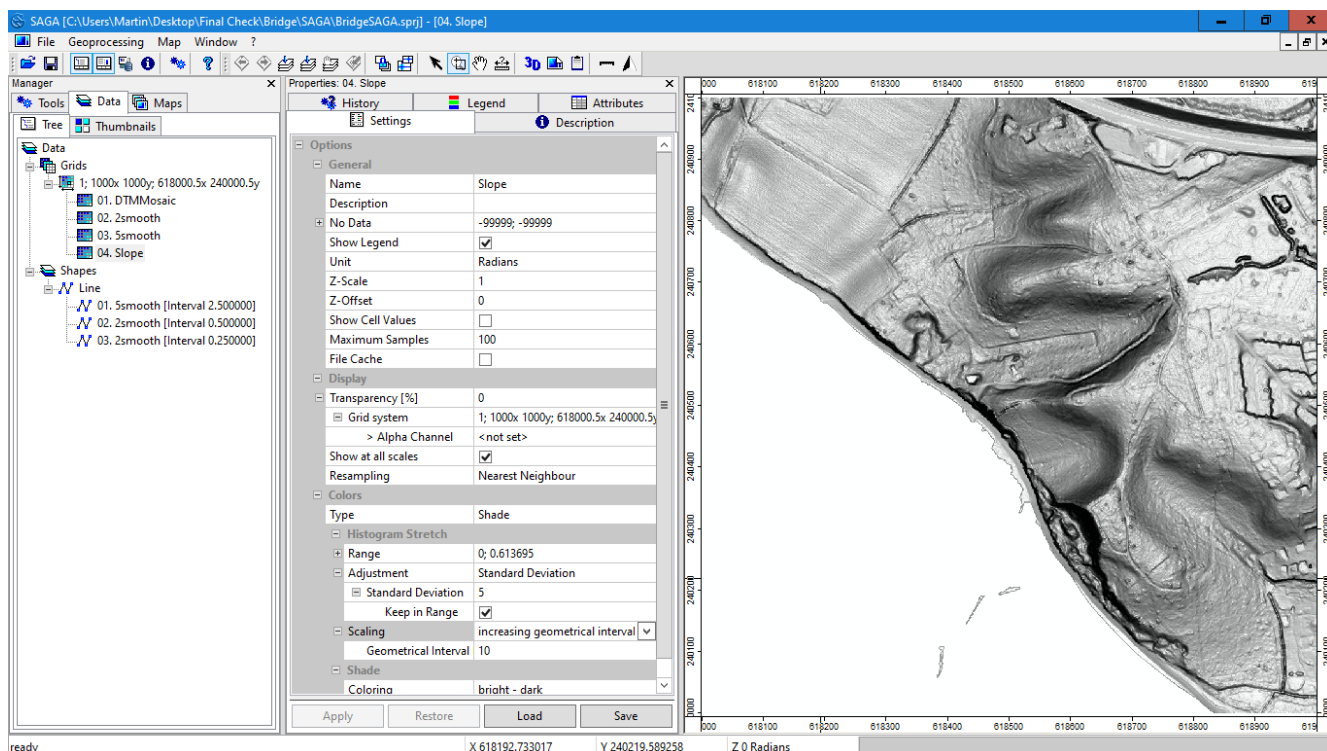 SAGA [C:\Users\Martin\Desktop\Final Check\Bridge\SAGA\BridgeSAGA.sprj] - [04. Slope]
File Geoprocessing Map Window ?
3D
Manager
Tools Data Maps
Tree Thumbnails
Data
Grids
1; 1000x 1000y; 618000.5x 240000.5y
01. DTMMosaic
02. 2smooth
03. 5smooth
04. Slope
Shapes
Line
01. 5smooth [Interval 2.500000]
02. 2smooth [Interval 0.500000]
03. 2smooth [Interval 0.250000]
Properties: 04. Slope
History Legend Attributes
Settings Description
Options
General
Name Slope
Description
No Data -99999; -99999
Show Legend
Unit Radians
Z-Scale 1
Z-Offset 0
Show Cell Values
Maximum Samples 100
File Cache
Display
Transparency [%] 0
Grid system 1; 1000x 1000y; 618000.5x 240000.5y
> Alpha Channel <not set>
Show at all scales
Resampling Nearest Neighbour
Colors
Type Shade
Histogram Stretch
Range 0; 0.613695
Adjustment Standard Deviation
Standard Deviation 5
Keep in Range
Scaling increasing geometrical interval
Geometrical Interval 10
Shade
Coloring bright - dark
Apply Restore Load Save
000 618100 618200 618300 618400 618500 618600 618700 618800 618900 619
2410
240900
240800
240700
240600
240500
240400
240300
240200
240100
0000
000 618100 618200 618300 618400 618500 618600 618700 618800 618900 619
ready X 618192.733017 Y 240219.589258 Z 0 Radians